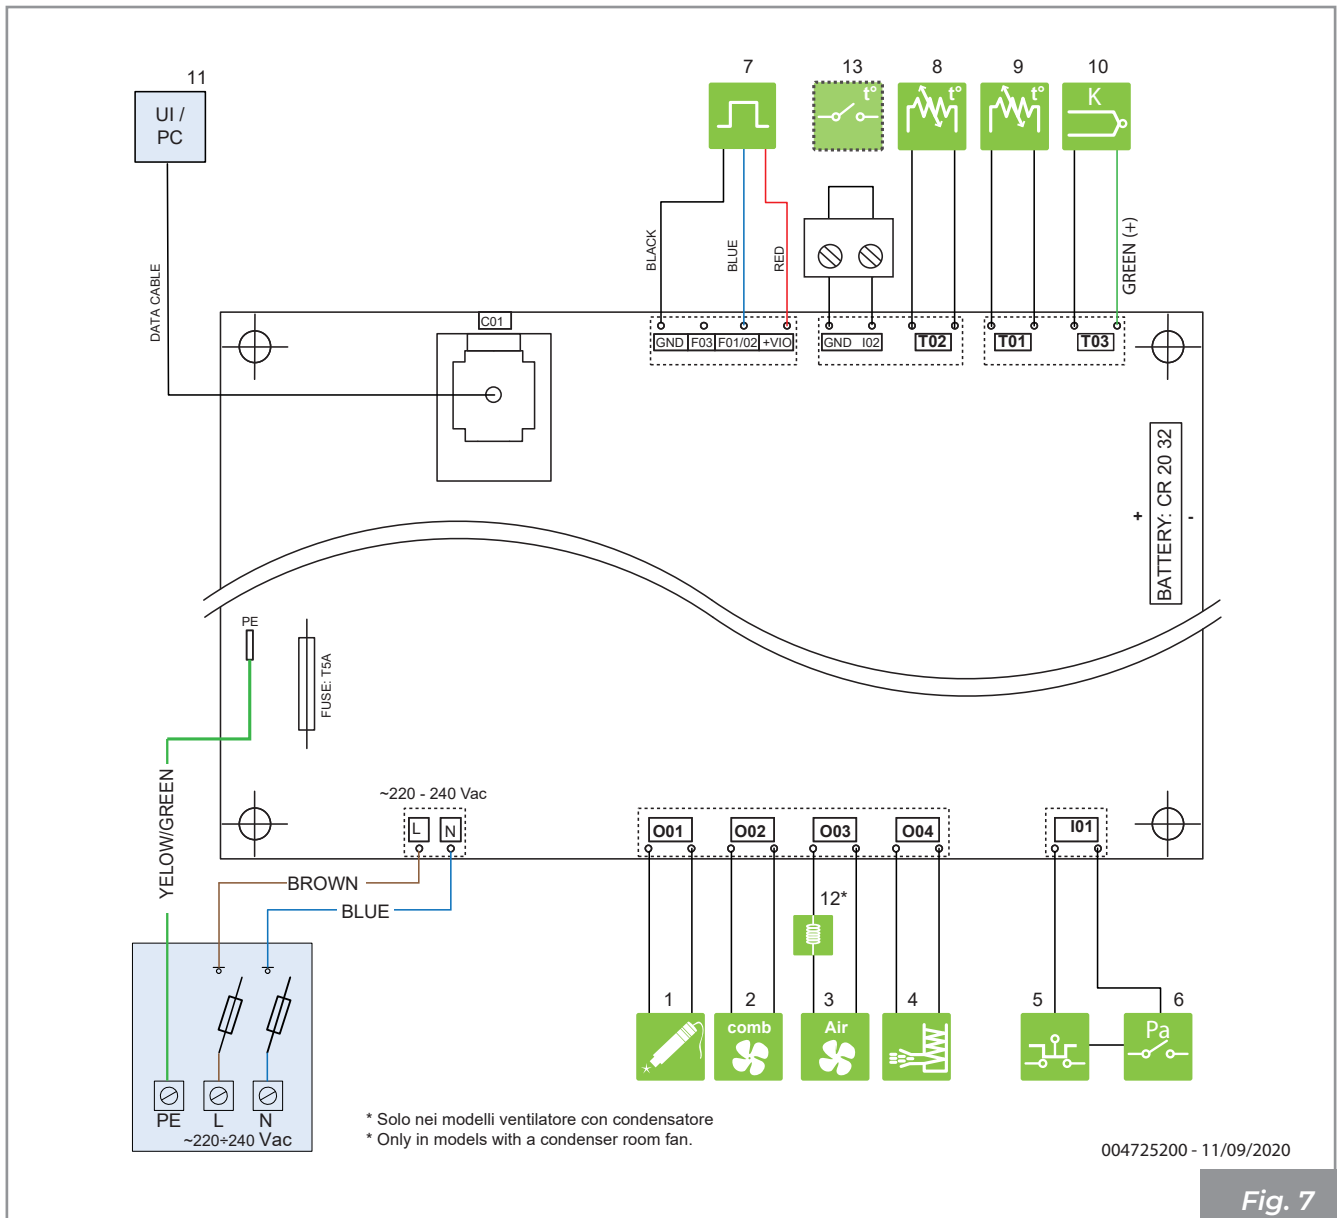 11
7
13
8
9
10
UI /
PC
t°
t°
t°
K
DATA CABLE
BLACK
BLUE
RED
GREEN (+)
C01
GND F03 F01/02 +VIO
GND I02
T02
T01
T03
BATTERY: CR 20 32
+
-
PE
FUSE: T5A
YELOW/GREEN
~220 - 240 Vac
L
N
O01
O02
O03
O04
I01
BROWN
BLUE
12*
1
2
3
4
5
6
comb
Air
Pa
PE
L
N
~220÷240 Vac
* Solo nei modelli ventilatore con condensatore
* Only in models with a condenser room fan.
004725200 - 11/09/2020
Fig. 7